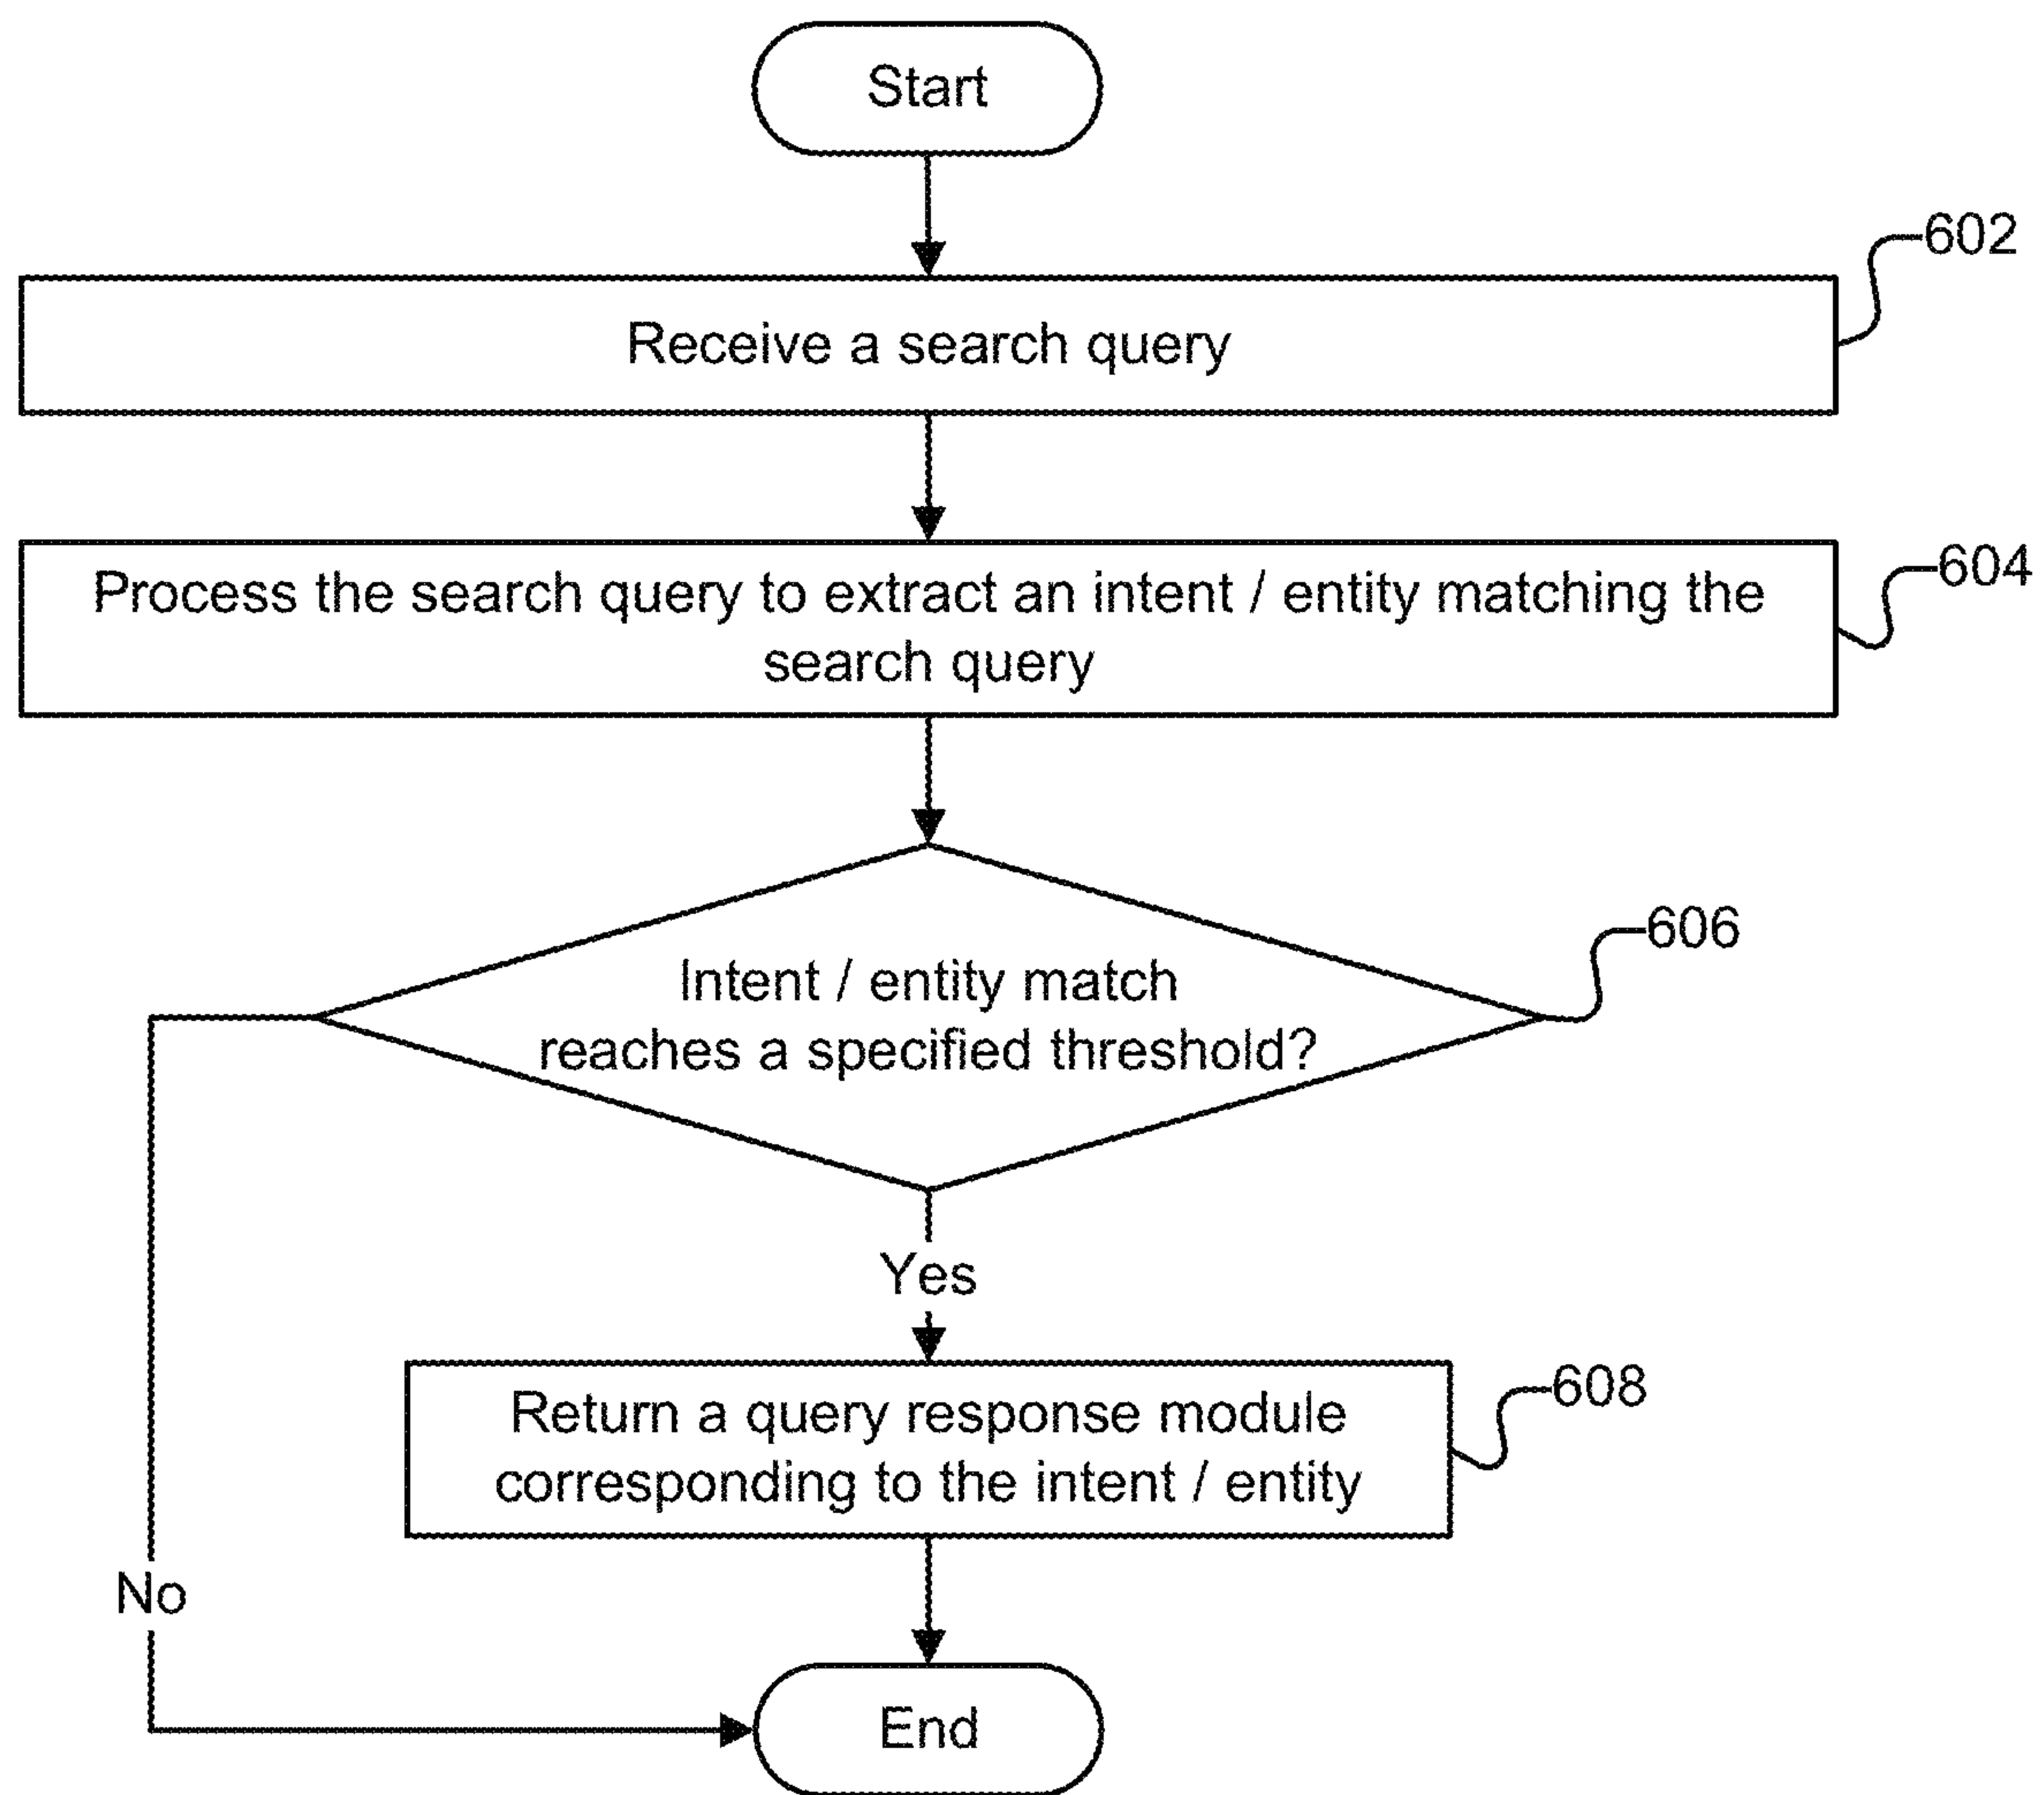 Start
602
Receive a search query
604
Process the search query to extract an intent / entity matching the
search query
606
Intent / entity match
reaches a specified threshold?
Yes
608
Return a query response module
corresponding to the intent / entity
No
End